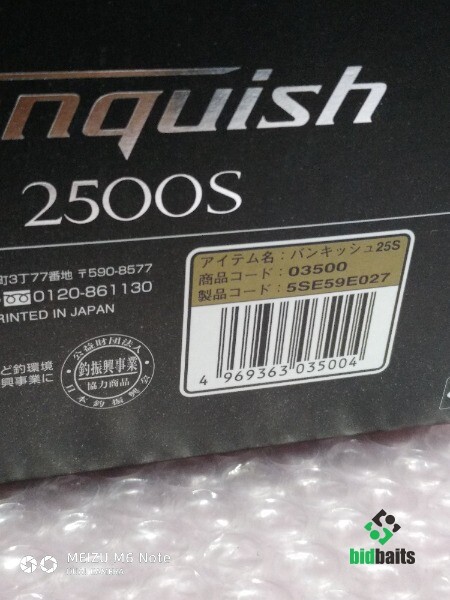 nquish
2500S
アイテム名：バンキッシュ25S
商品コード：03500
製品コード：5SE59E027
4 969363 035004
町3丁77番地 〒590-8577
0120-861130
RINTED IN JAPAN
ど釣環境
興事業に
公益財団法人
釣振興事業
協力商品
日本釣振興会
MEIZU M6 Note
DUAL CAMERA
bidbaits